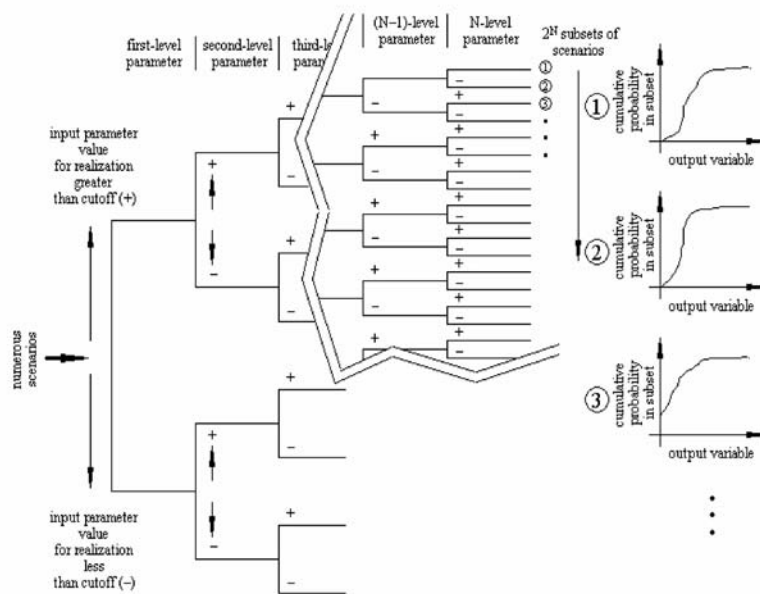 first-level
parameter
second-level
parameter
third-l
param
(N–1)-level
parameter
N-level
parameter
2^N subsets of
scenarios
input parameter
value
for realization
greater
than cutoff (+)
numerous
scenarios
input parameter
value
for realization
less
than cutoff (–)
+
–
+
–
+
–
+
–
+
–
+
–
–
+
–
+
–
+
–
+
–
+
–
+
–
+
–
+
–
+
–
+
–
+
–
+
–
+
①
②
③
①
cumulative
probability
in subset
output variable
②
cumulative
probability
in subset
output variable
③
cumulative
probability
in subset
output variable